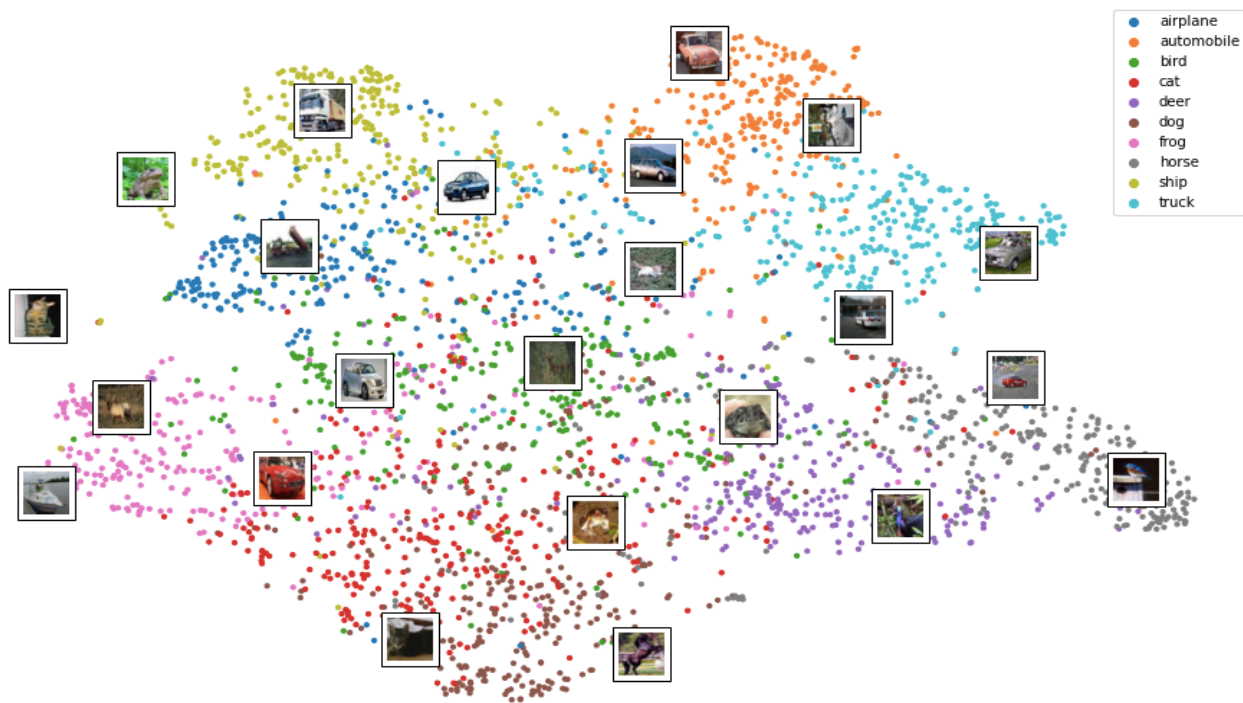 airplane
automobile
bird
cat
deer
dog
frog
horse
ship
truck